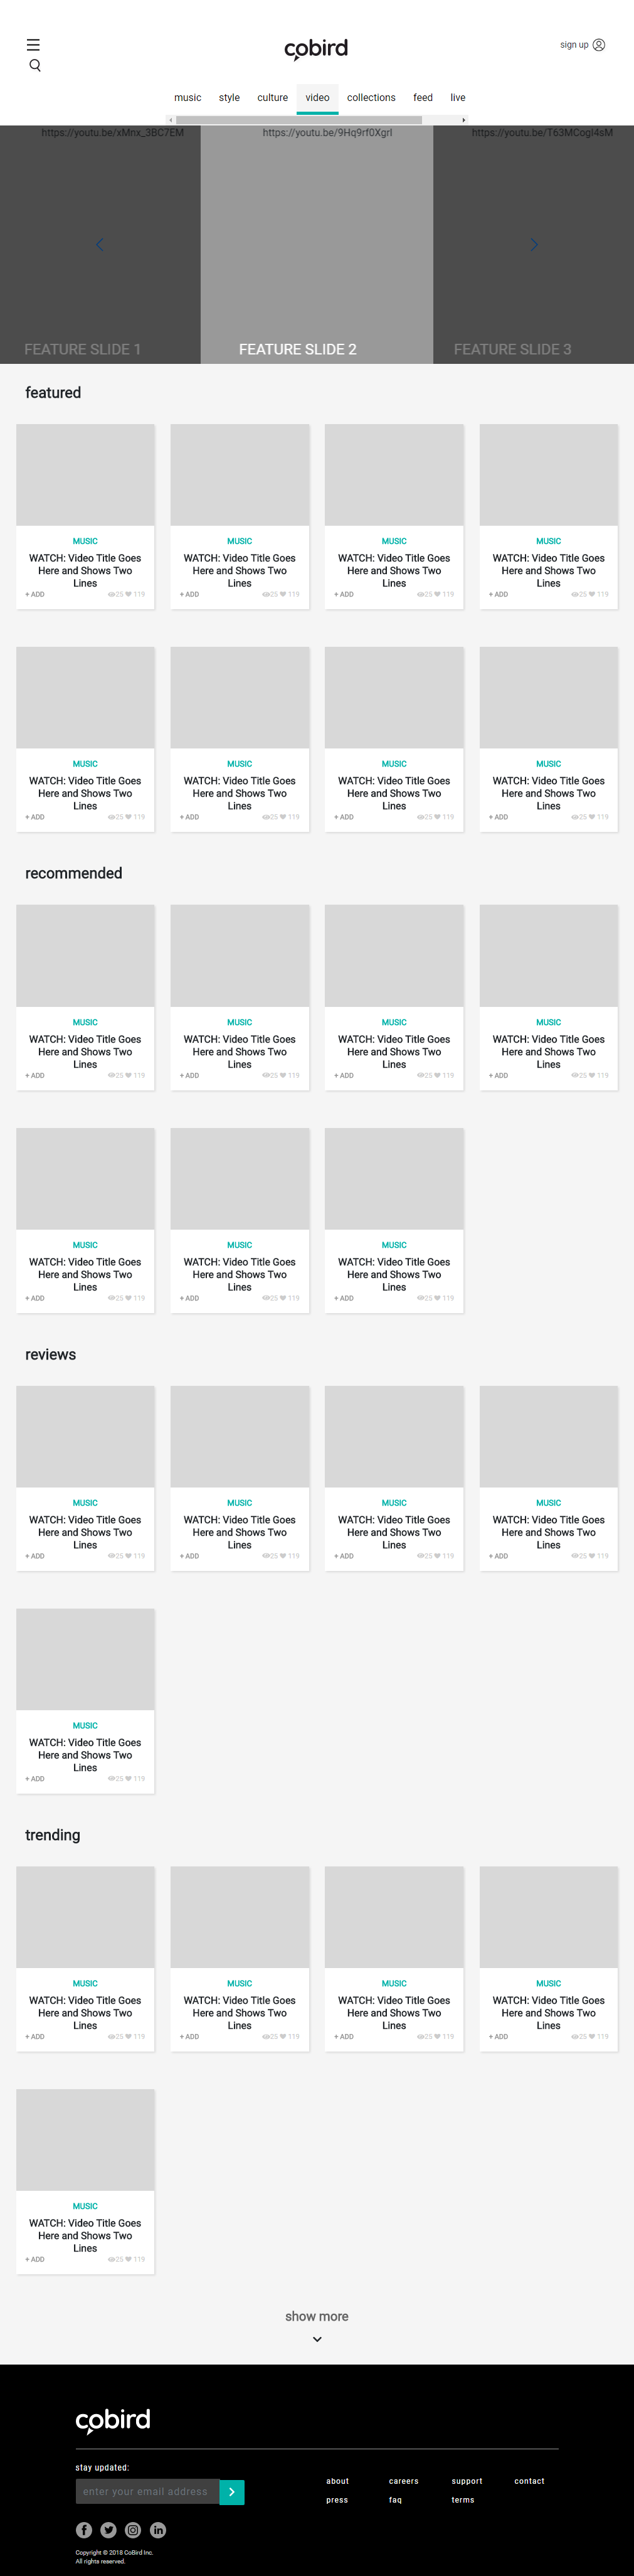 cobird
sign up
music style culture video collections feed live
https://youtu.be/xMnx_3BC7EM https://youtu.be/9Hq9rf0XgrI https://youtu.be/T63MCogI4sM
FEATURE SLIDE 1 FEATURE SLIDE 2 FEATURE SLIDE 3
featured
MUSIC MUSIC MUSIC MUSIC
WATCH: Video Title Goes WATCH: Video Title Goes WATCH: Video Title Goes WATCH: Video Title Goes
Here and Shows Two Here and Shows Two Here and Shows Two Here and Shows Two
Lines Lines Lines Lines
+ ADD 25 119 + ADD 25 119 + ADD 25 119 + ADD 25 119
MUSIC MUSIC MUSIC MUSIC
WATCH: Video Title Goes WATCH: Video Title Goes WATCH: Video Title Goes WATCH: Video Title Goes
Here and Shows Two Here and Shows Two Here and Shows Two Here and Shows Two
Lines Lines Lines Lines
+ ADD 25 119 + ADD 25 119 + ADD 25 119 + ADD 25 119
recommended
MUSIC MUSIC MUSIC MUSIC
WATCH: Video Title Goes WATCH: Video Title Goes WATCH: Video Title Goes WATCH: Video Title Goes
Here and Shows Two Here and Shows Two Here and Shows Two Here and Shows Two
Lines Lines Lines Lines
+ ADD 25 119 + ADD 25 119 + ADD 25 119 + ADD 25 119
MUSIC MUSIC MUSIC
WATCH: Video Title Goes WATCH: Video Title Goes WATCH: Video Title Goes
Here and Shows Two Here and Shows Two Here and Shows Two
Lines Lines Lines
+ ADD 25 119 + ADD 25 119 + ADD 25 119
reviews
MUSIC MUSIC MUSIC MUSIC
WATCH: Video Title Goes WATCH: Video Title Goes WATCH: Video Title Goes WATCH: Video Title Goes
Here and Shows Two Here and Shows Two Here and Shows Two Here and Shows Two
Lines Lines Lines Lines
+ ADD 25 119 + ADD 25 119 + ADD 25 119 + ADD 25 119
MUSIC
WATCH: Video Title Goes
Here and Shows Two
Lines
+ ADD 25 119
trending
MUSIC MUSIC MUSIC MUSIC
WATCH: Video Title Goes WATCH: Video Title Goes WATCH: Video Title Goes WATCH: Video Title Goes
Here and Shows Two Here and Shows Two Here and Shows Two Here and Shows Two
Lines Lines Lines Lines
+ ADD 25 119 + ADD 25 119 + ADD 25 119 + ADD 25 119
MUSIC
WATCH: Video Title Goes
Here and Shows Two
Lines
+ ADD 25 119
show more
cobird
stay updated:
enter your email address
about careers support contact
press faq terms
Copyright © 2018 CoBird Inc.
All rights reserved.